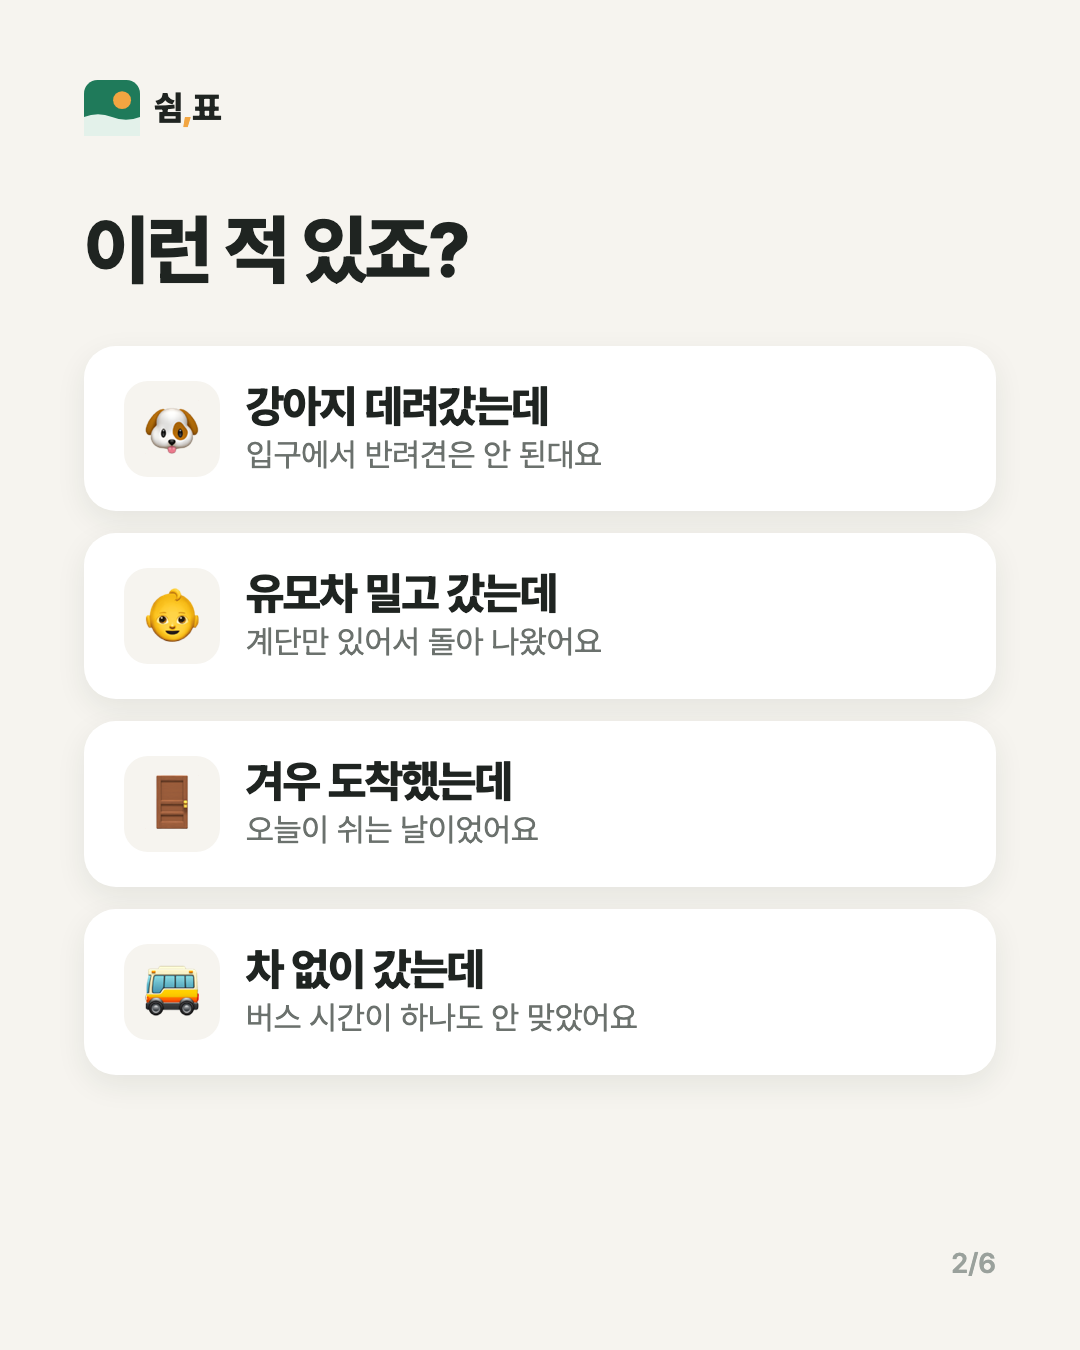 쉼,표
이런 적 있죠?
강아지 데려갔는데
입구에서 반려견은 안 된대요
유모차 밀고 갔는데
계단만 있어서 돌아 나왔어요
겨우 도착했는데
오늘이 쉬는 날이었어요
차 없이 갔는데
버스 시간이 하나도 안 맞았어요
2/6